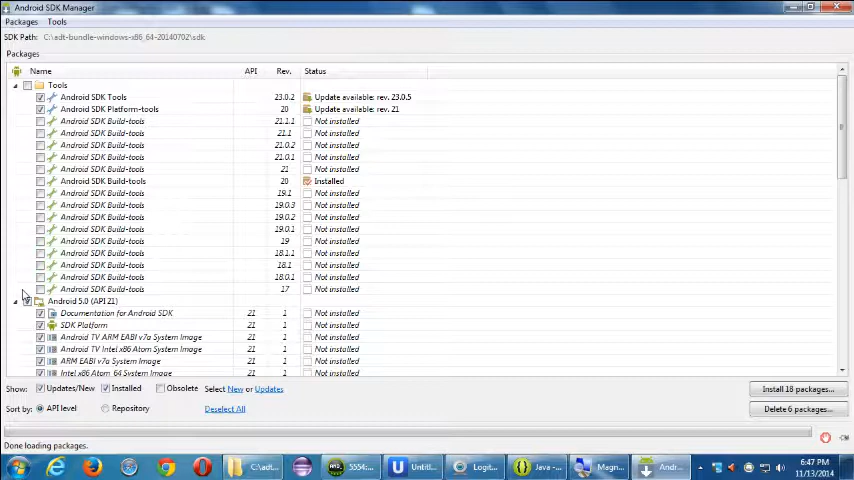 Android SDK Manager
Packages Tools
SDK Path: C:\adt-bundle-windows-x86_64-20140702\sdk
Packages
Name API Rev. Status
Tools
Android SDK Tools 23.0.2 Update available: rev. 23.0.5
Android SDK Platform-tools 20 Update available: rev. 21
Android SDK Build-tools 21.1.1 Not installed
Android SDK Build-tools 21.1 Not installed
Android SDK Build-tools 21.0.2 Not installed
Android SDK Build-tools 21.0.1 Not installed
Android SDK Build-tools 21 Not installed
Android SDK Build-tools 20 Installed
Android SDK Build-tools 19.1 Not installed
Android SDK Build-tools 19.0.3 Not installed
Android SDK Build-tools 19.0.2 Not installed
Android SDK Build-tools 19.0.1 Not installed
Android SDK Build-tools 19 Not installed
Android SDK Build-tools 18.1.1 Not installed
Android SDK Build-tools 18.1 Not installed
Android SDK Build-tools 18.0.1 Not installed
Android SDK Build-tools 17 Not installed
Android 5.0 (API 21)
Documentation for Android SDK 21 1 Not installed
SDK Platform 21 1 Not installed
Android TV ARM EABI v7a System Image 21 1 Not installed
Android TV Intel x86 Atom System Image 21 1 Not installed
ARM EABI v7a System Image 21 1 Not installed
Intel x86 Atom_64 System Image 21 1 Not installed
Show: Updates/New Installed Obsolete Select New or Updates Install 18 packages...
Sort by: API level Repository Deselect All Delete 6 packages...
Done loading packages.
C:\adt... 5554:... Untitl... Logit... Java -... Magn... Andr... 6:47 PM
11/13/2014